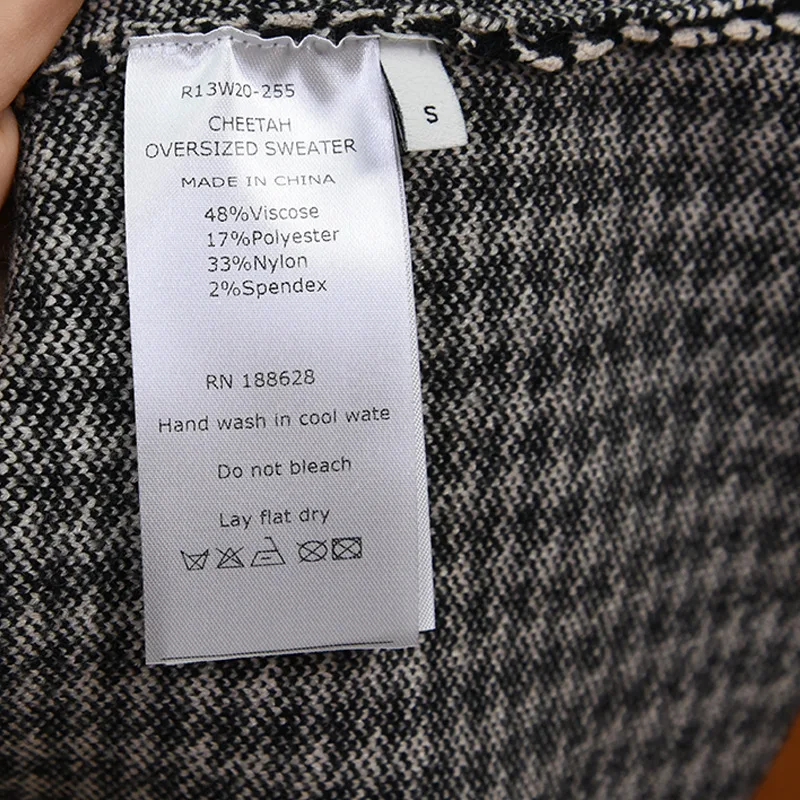 R13W20-255
S
CHEETAH
OVERSIZED SWEATER
MADE IN CHINA
48%Viscose
17%Polyester
33%Nylon
2%Spendex
RN 188628
Hand wash in cool wate
Do not bleach
Lay flat dry